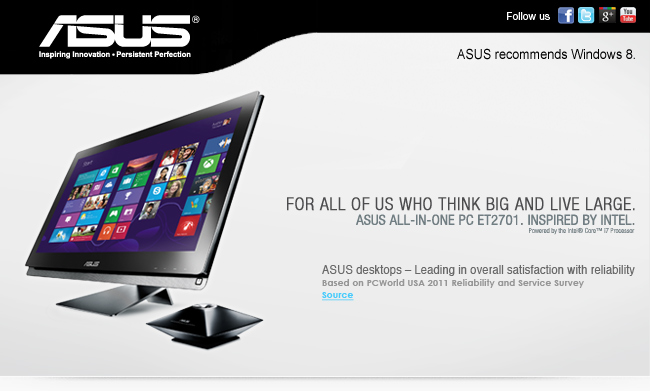 ASUS®
Inspiring Innovation • Persistent Perfection
Follow us
You
Tube
ASUS recommends Windows 8.
Start
ASUS
FOR ALL OF US WHO THINK BIG AND LIVE LARGE.
ASUS ALL-IN-ONE PC ET2701. INSPIRED BY INTEL.
Powered by the Intel® Core™ i7 Processor
ASUS desktops – Leading in overall satisfaction with reliability
Based on PCWorld USA 2011 Reliability and Service Survey
Source